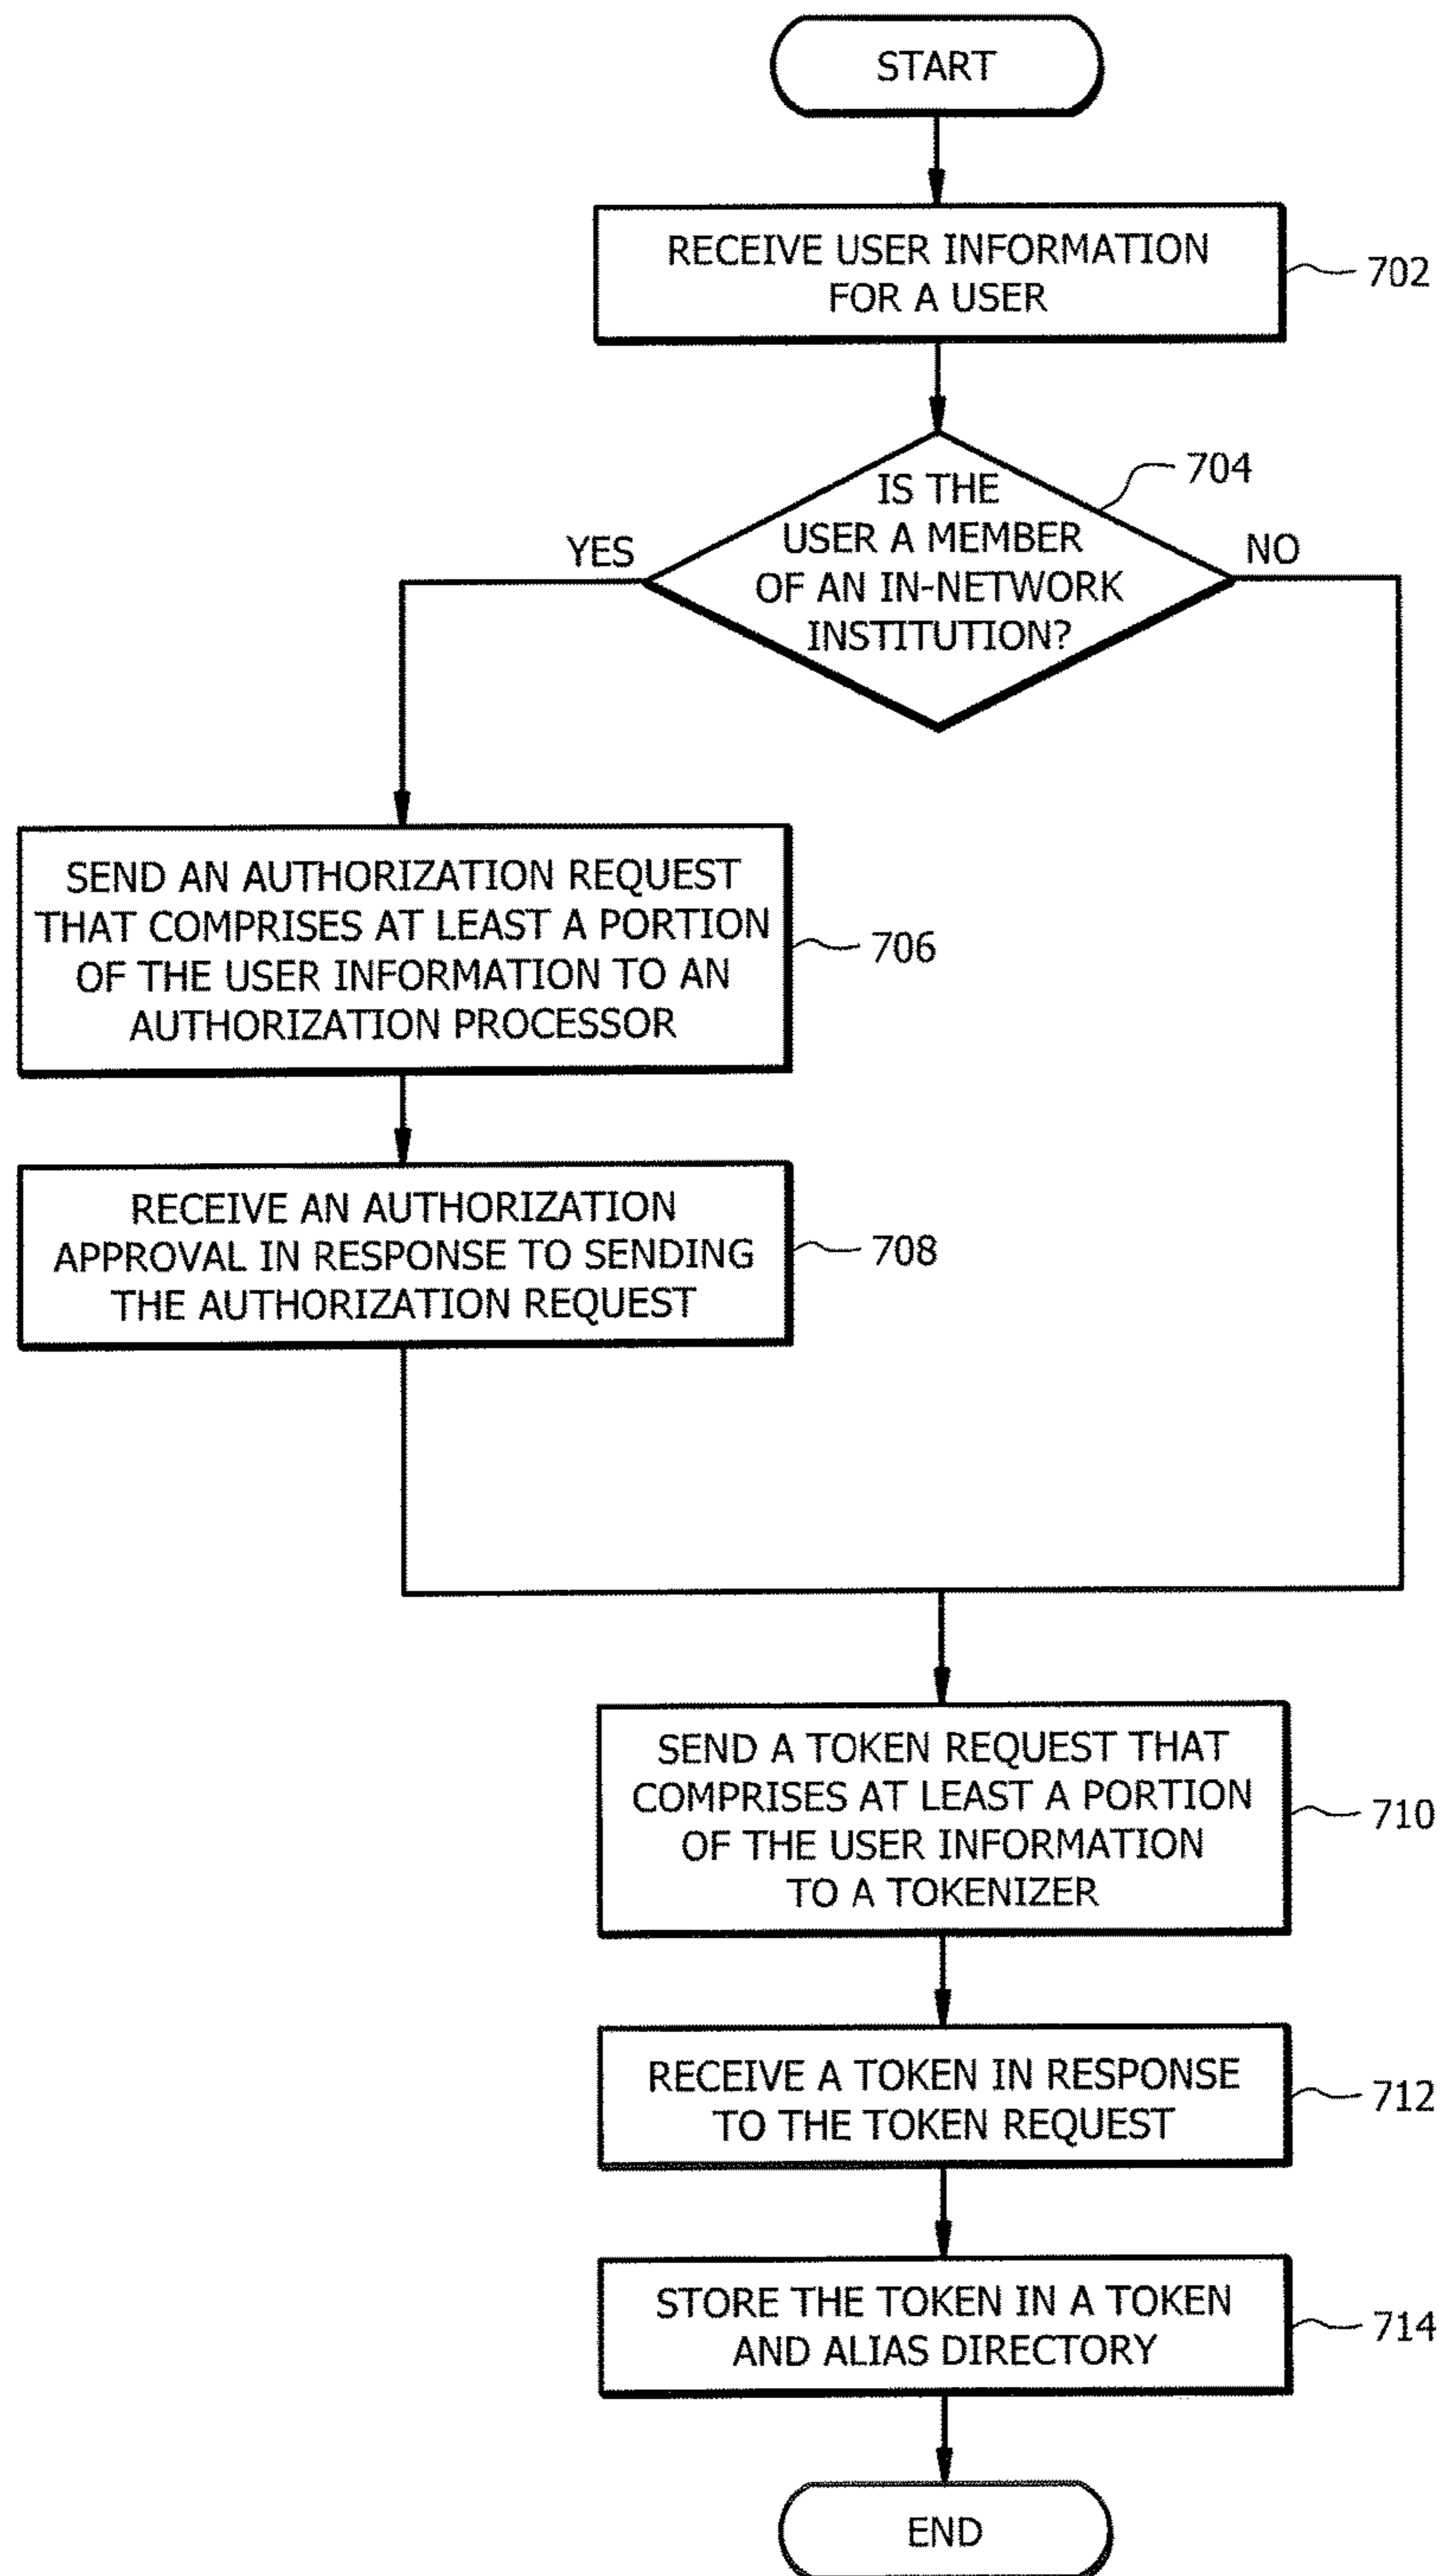 START
RECEIVE USER INFORMATION
FOR A USER
702
IS THE
USER A MEMBER
OF AN IN-NETWORK
INSTITUTION?
704
YES
NO
SEND AN AUTHORIZATION REQUEST
THAT COMPRISES AT LEAST A PORTION
OF THE USER INFORMATION TO AN
AUTHORIZATION PROCESSOR
706
RECEIVE AN AUTHORIZATION
APPROVAL IN RESPONSE TO SENDING
THE AUTHORIZATION REQUEST
708
SEND A TOKEN REQUEST THAT
COMPRISES AT LEAST A PORTION
OF THE USER INFORMATION
TO A TOKENIZER
710
RECEIVE A TOKEN IN RESPONSE
TO THE TOKEN REQUEST
712
STORE THE TOKEN IN A TOKEN
AND ALIAS DIRECTORY
714
END